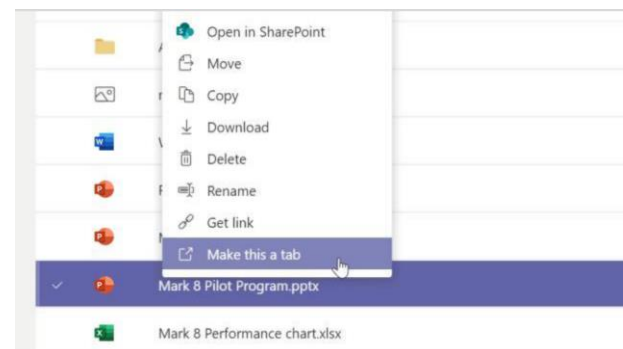 Open in SharePoint
Move
Copy
Download
Delete
Rename
Get link
Make this a tab
Mark 8 Pilot Program.pptx
Mark 8 Performance chart.xlsx